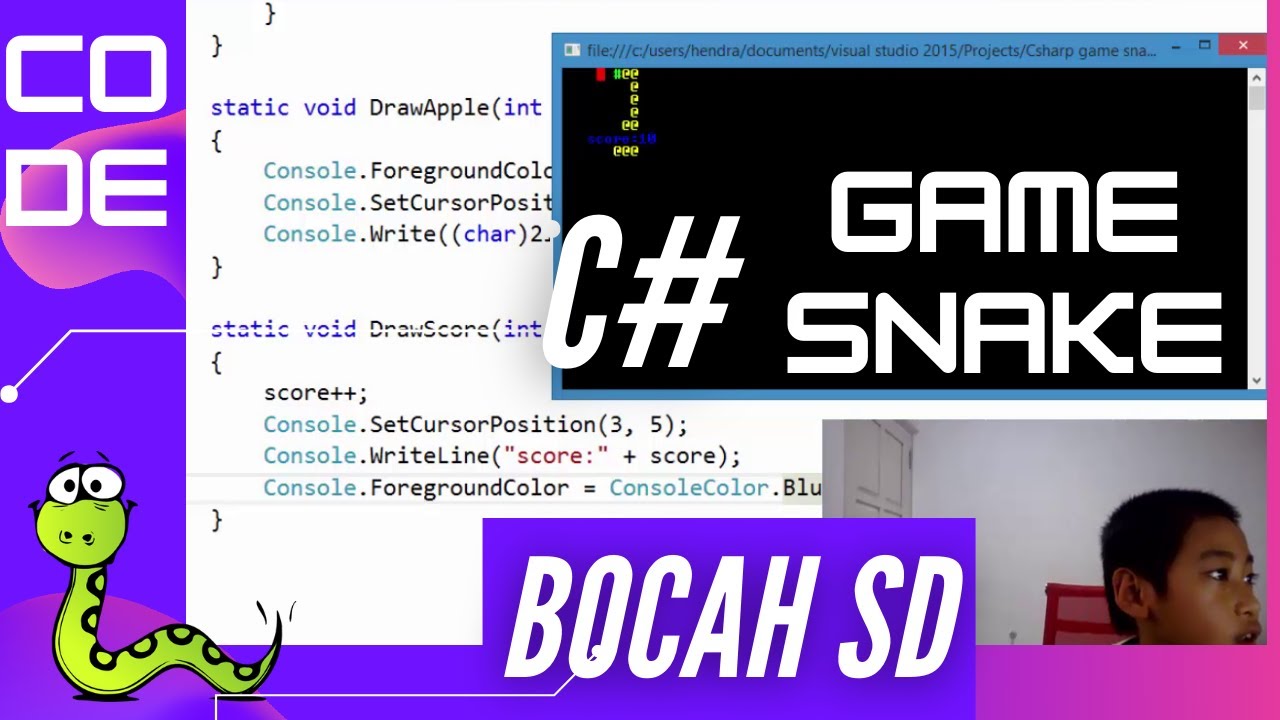 CO
DE
}
}
static void DrawApple(int
{
Console.ForegroundColo
Console.SetCursorPosit
Console.Write((char)2
}
static void DrawScore(int
{
score++;
Console.SetCursorPosition(3, 5);
Console.WriteLine("score:" + score);
Console.ForegroundColor = ConsoleColor.Blu
}
file:///c:/users/hendra/documents/visual studio 2015/Projects/Csharp game sna...
#@@
@
@
@
@@
score:10
@@@
C#
GAME
SNAKE
BOCAH SD